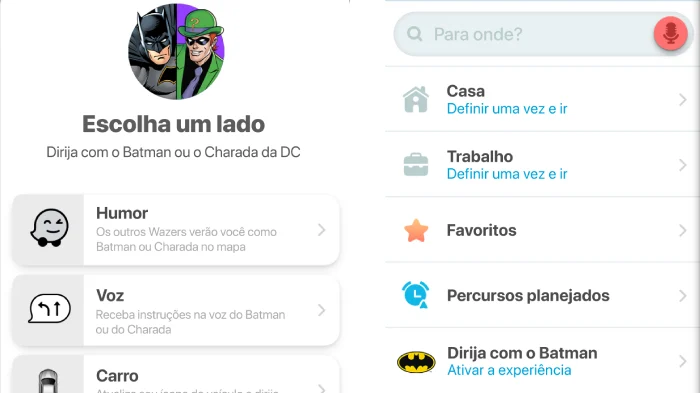 Escolha um lado
Dirija com o Batman ou o Charada da DC
Humor
Os outros Wazers verão você como
Batman ou Charada no mapa
Voz
Receba instruções na voz do Batman
ou do Charada
Carro
Para onde?
Casa
Definir uma vez e ir
Trabalho
Definir uma vez e ir
Favoritos
Percursos planejados
Dirija com o Batman
Ativar a experiência